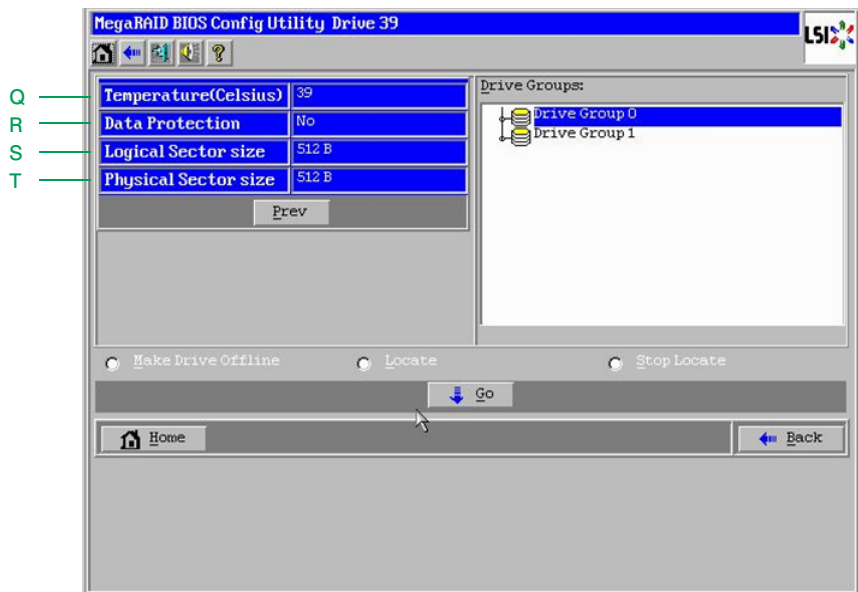 MegaRAID BIOS Config Utility Drive 39
LSI
Q
Temperature(Celsius) 39
R
Data Protection No
S
Logical Sector size 512 B
T
Physical Sector size 512 B
Prev
Drive Groups:
Drive Group 0
Drive Group 1
Make Drive Offline Locate Stop Locate
Go
Home Back